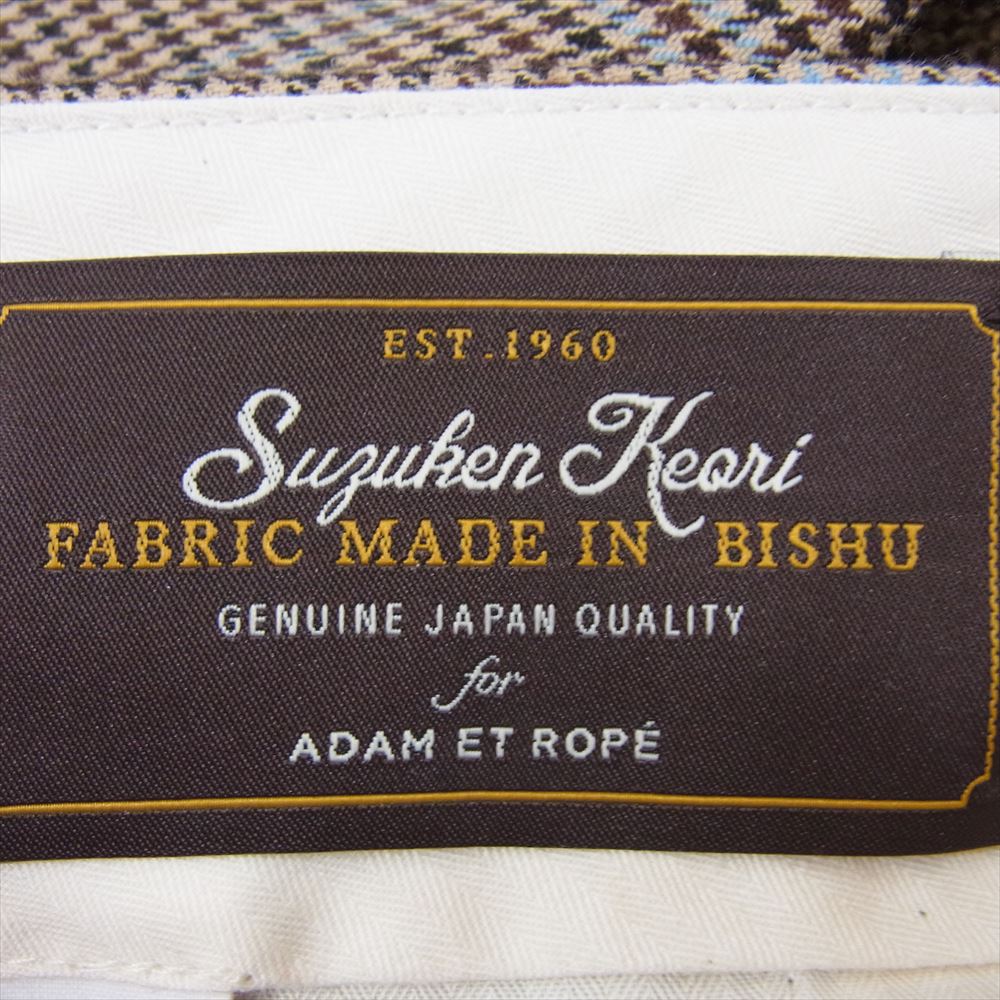 EST.1960
Suzuken Keori
FABRIC MADE IN BISHU
GENUINE JAPAN QUALITY
for
ADAM ET ROPÉ